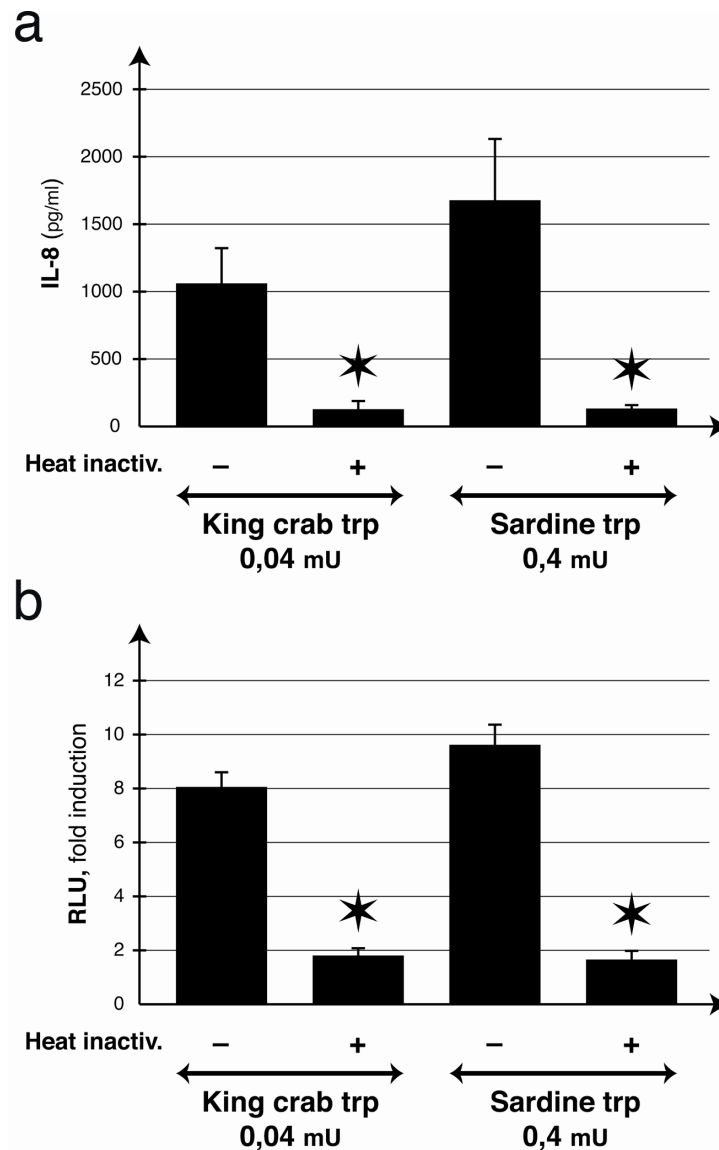 a
2500
2000
1500
1000
500
0
IL-8 (pg/ml)
Heat inactiv. – + – +
King crab trp Sardine trp
0,04 mU 0,4 mU
b
12
10
8
6
4
2
0
RLU, fold induction
Heat inactiv. – + – +
King crab trp Sardine trp
0,04 mU 0,4 mU